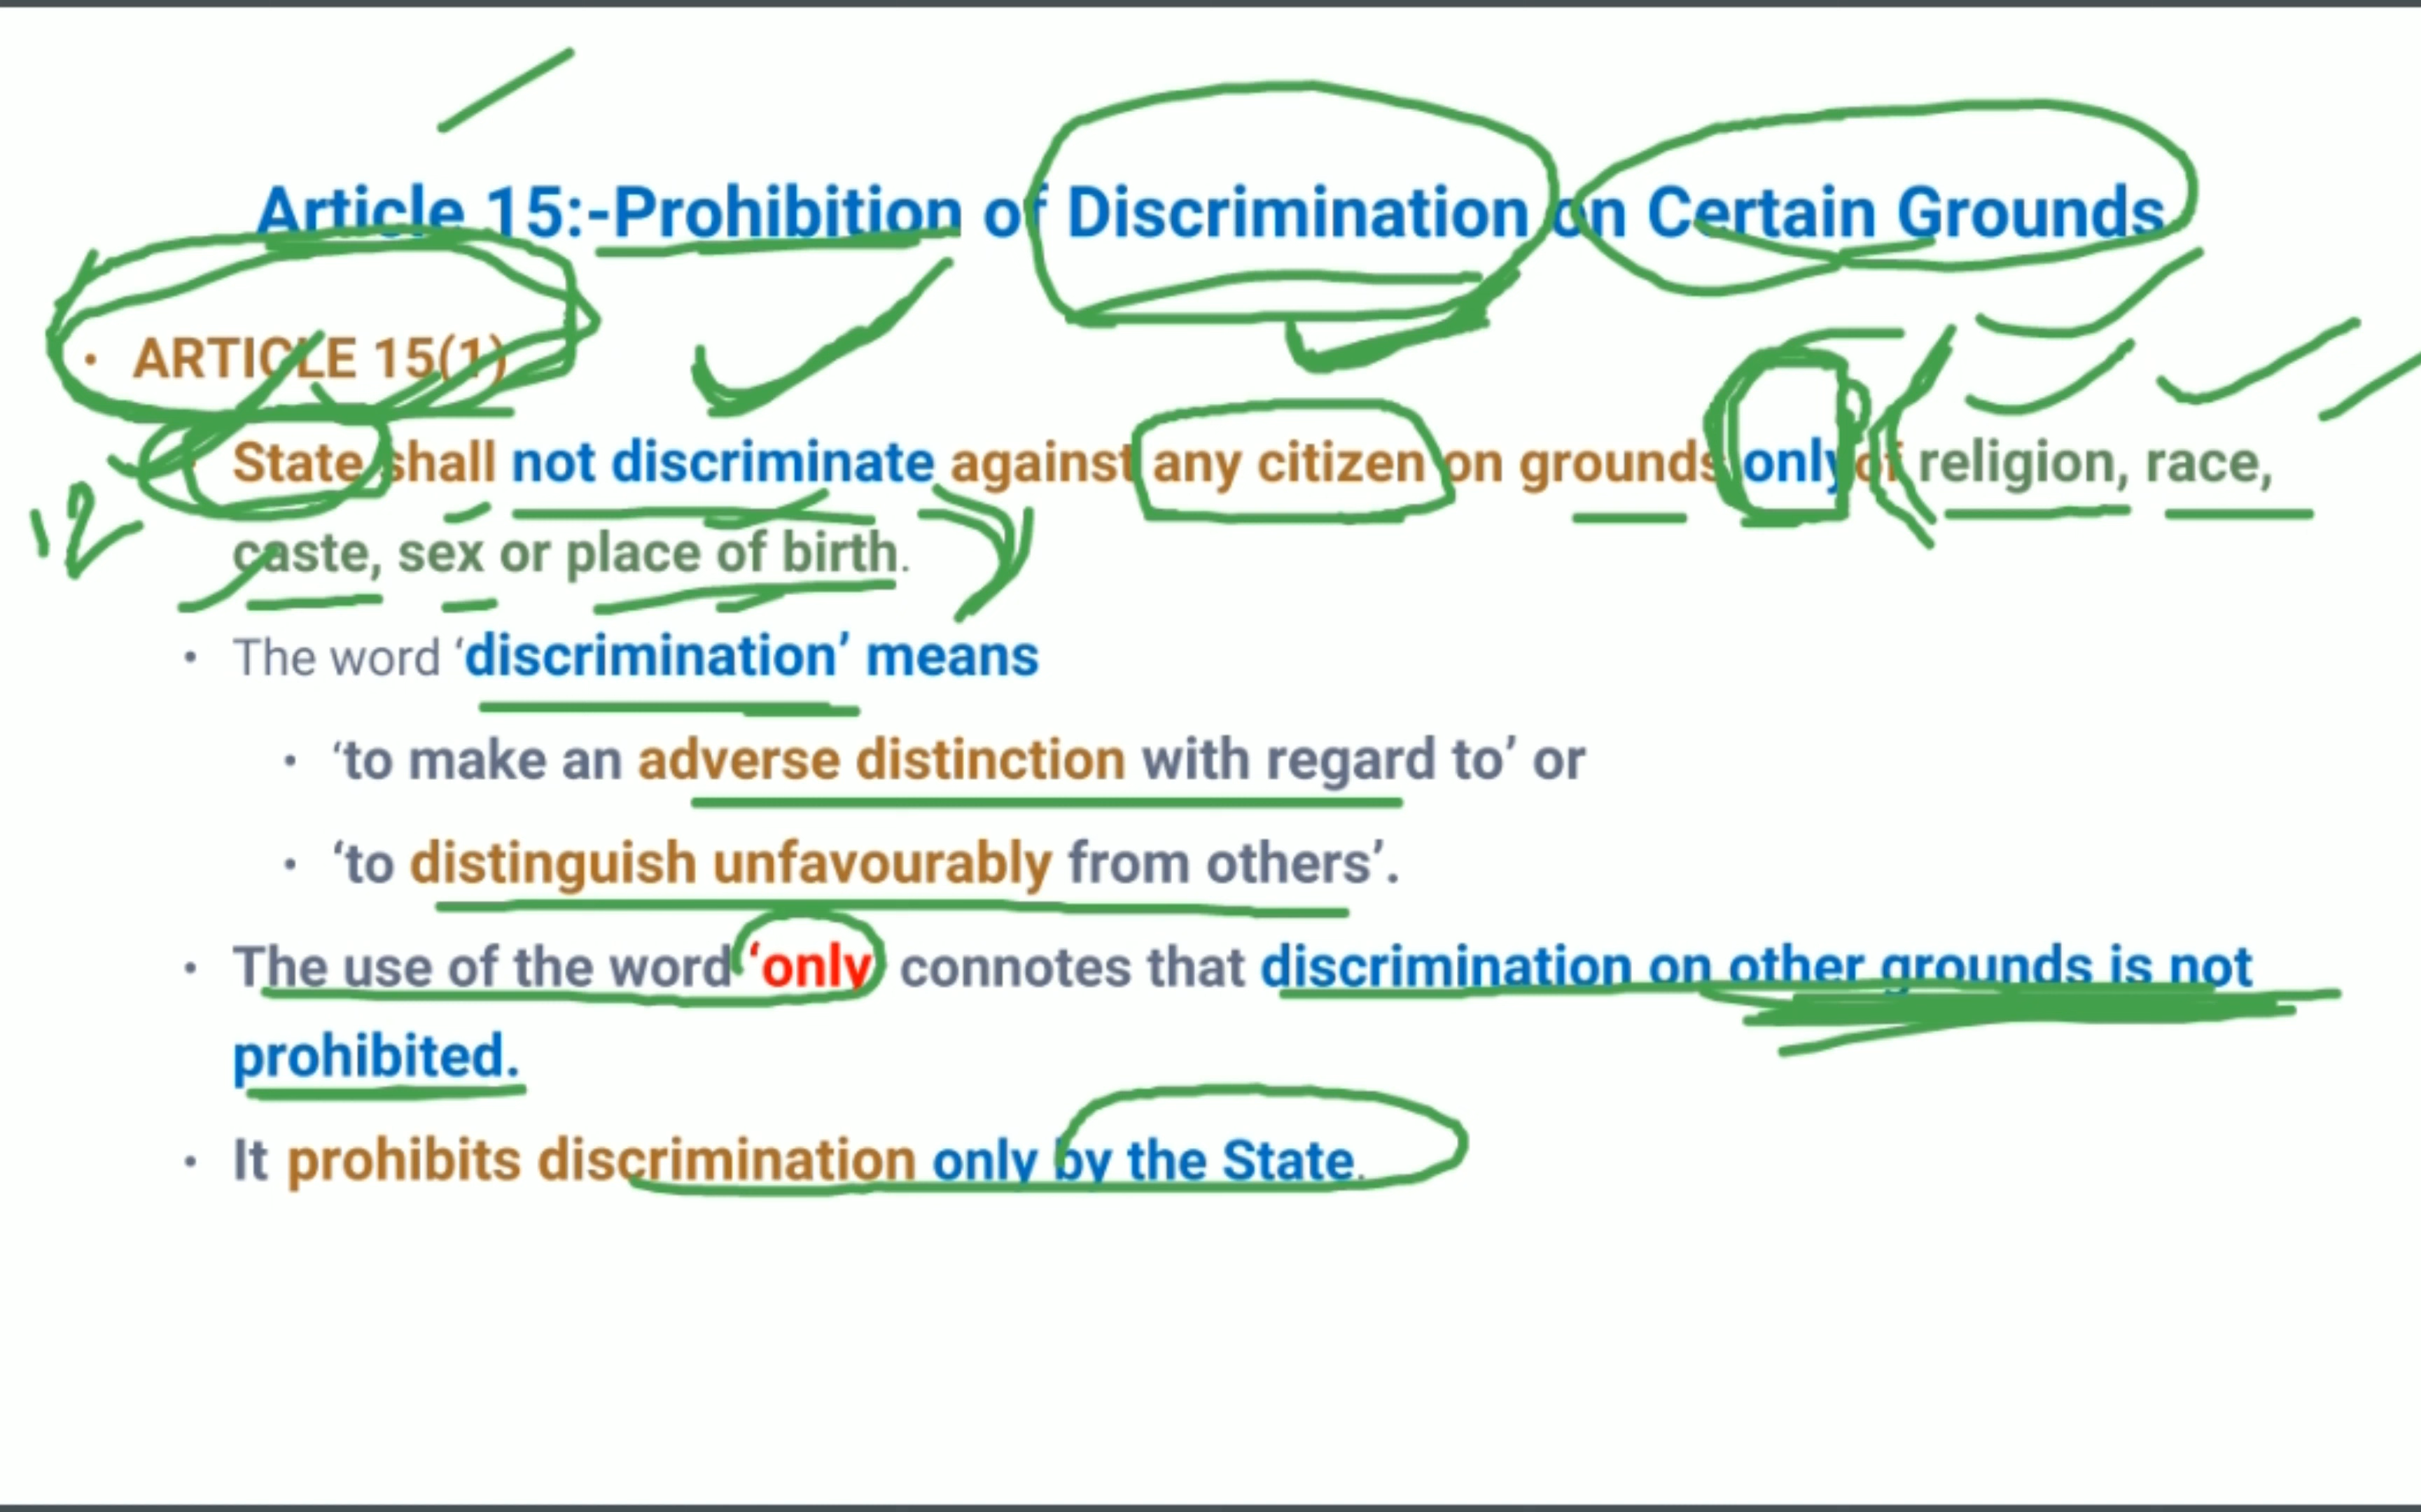 Article 15:-Prohibition of Discrimination on Certain Grounds
• ARTICLE 15(1)
• State shall not discriminate against any citizen on grounds only of religion, race,
caste, sex or place of birth.
• The word ‘discrimination’ means
• ‘to make an adverse distinction with regard to’ or
• ‘to distinguish unfavourably from others’.
• The use of the word ‘only’ connotes that discrimination on other grounds is not
prohibited.
• It prohibits discrimination only by the State.